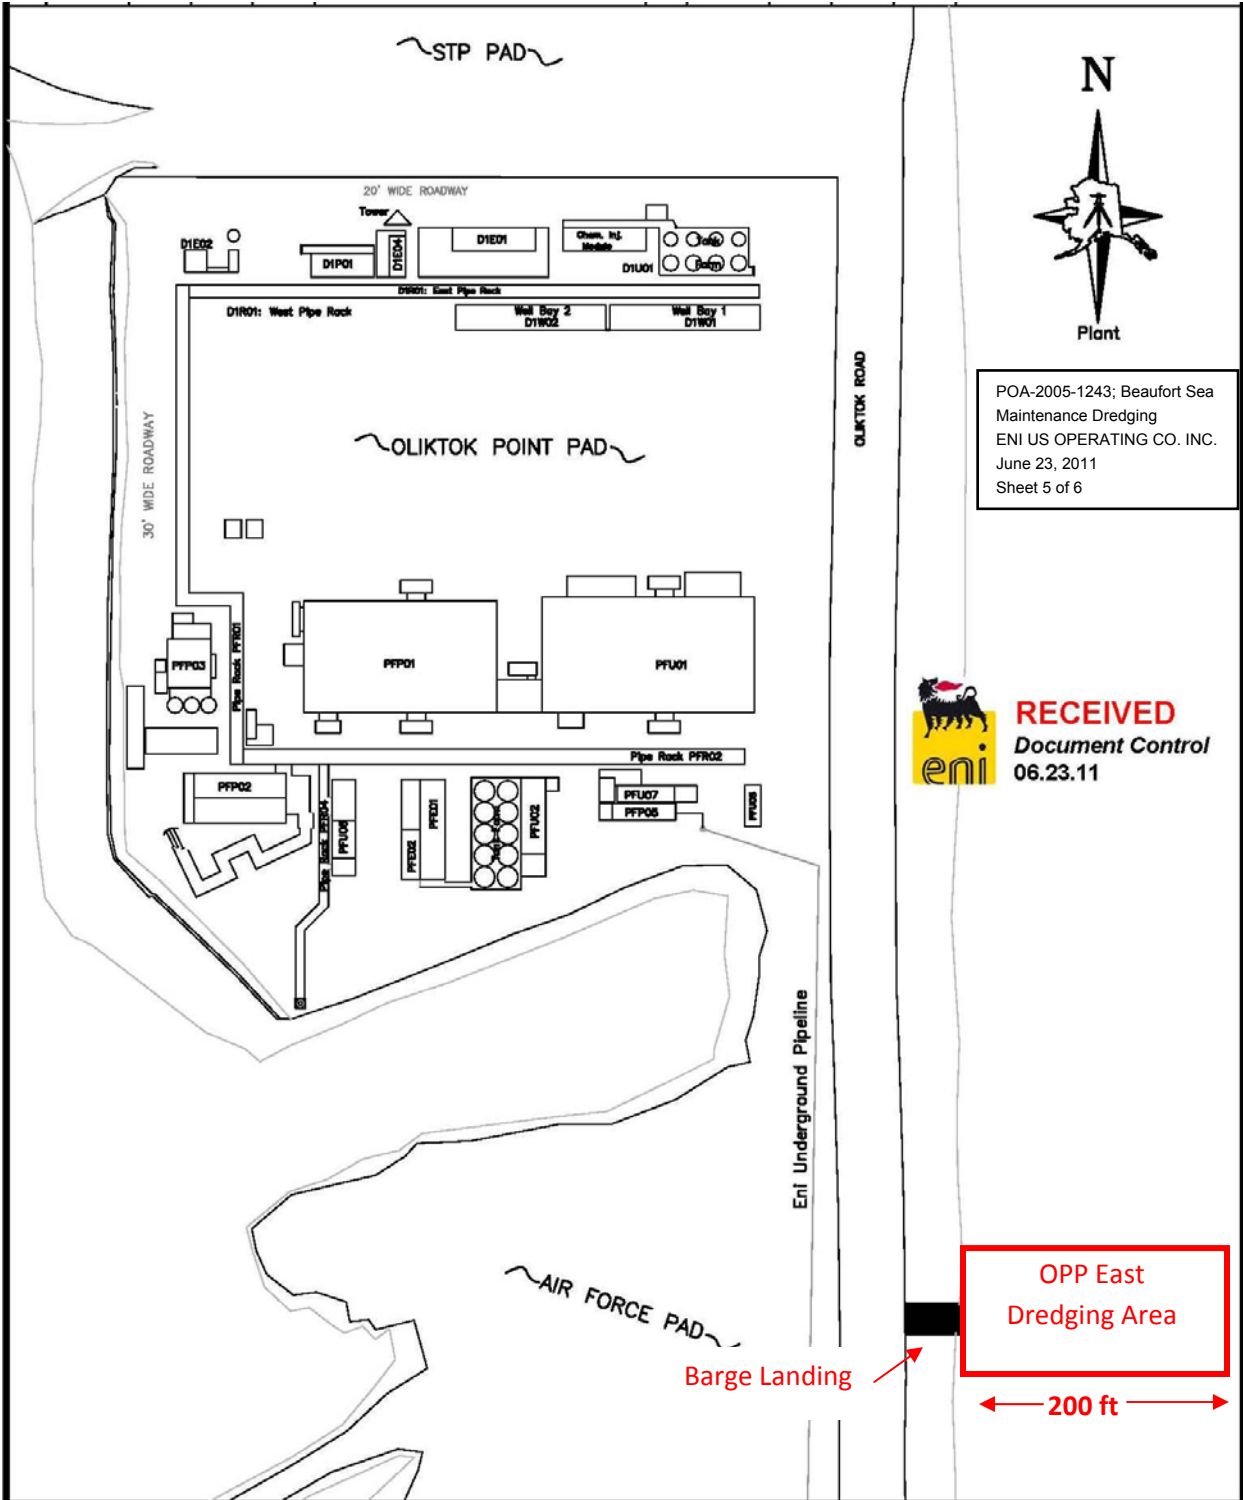 STP PAD
N
20' WIDE ROADWAY
Tower
D1E02
D1P01
D1E04
D1E01
Chem. Inj.
Module
Tank
Farm
D1U01
D1R01: East Pipe Rack
D1R01: West Pipe Rack
Well Bay 2
D1W02
Well Bay 1
D1W01
Plant
OLIKTOK ROAD
POA-2005-1243; Beaufort Sea
Maintenance Dredging
ENI US OPERATING CO. INC.
June 23, 2011
Sheet 5 of 6
30' WIDE ROADWAY
OLIKTOK POINT PAD
PFP03
Pipe Rack PFR01
PFP01
PFU01
eni
RECEIVED
Document Control
06.23.11
Pipe Rack PFR02
PFP02
Pipe Rack PFR04
PFU06
PFE02
PFE01
PFU02
PFU07
PFP05
Eni Underground Pipeline
AIR FORCE PAD
OPP East
Dredging Area
Barge Landing
200 ft